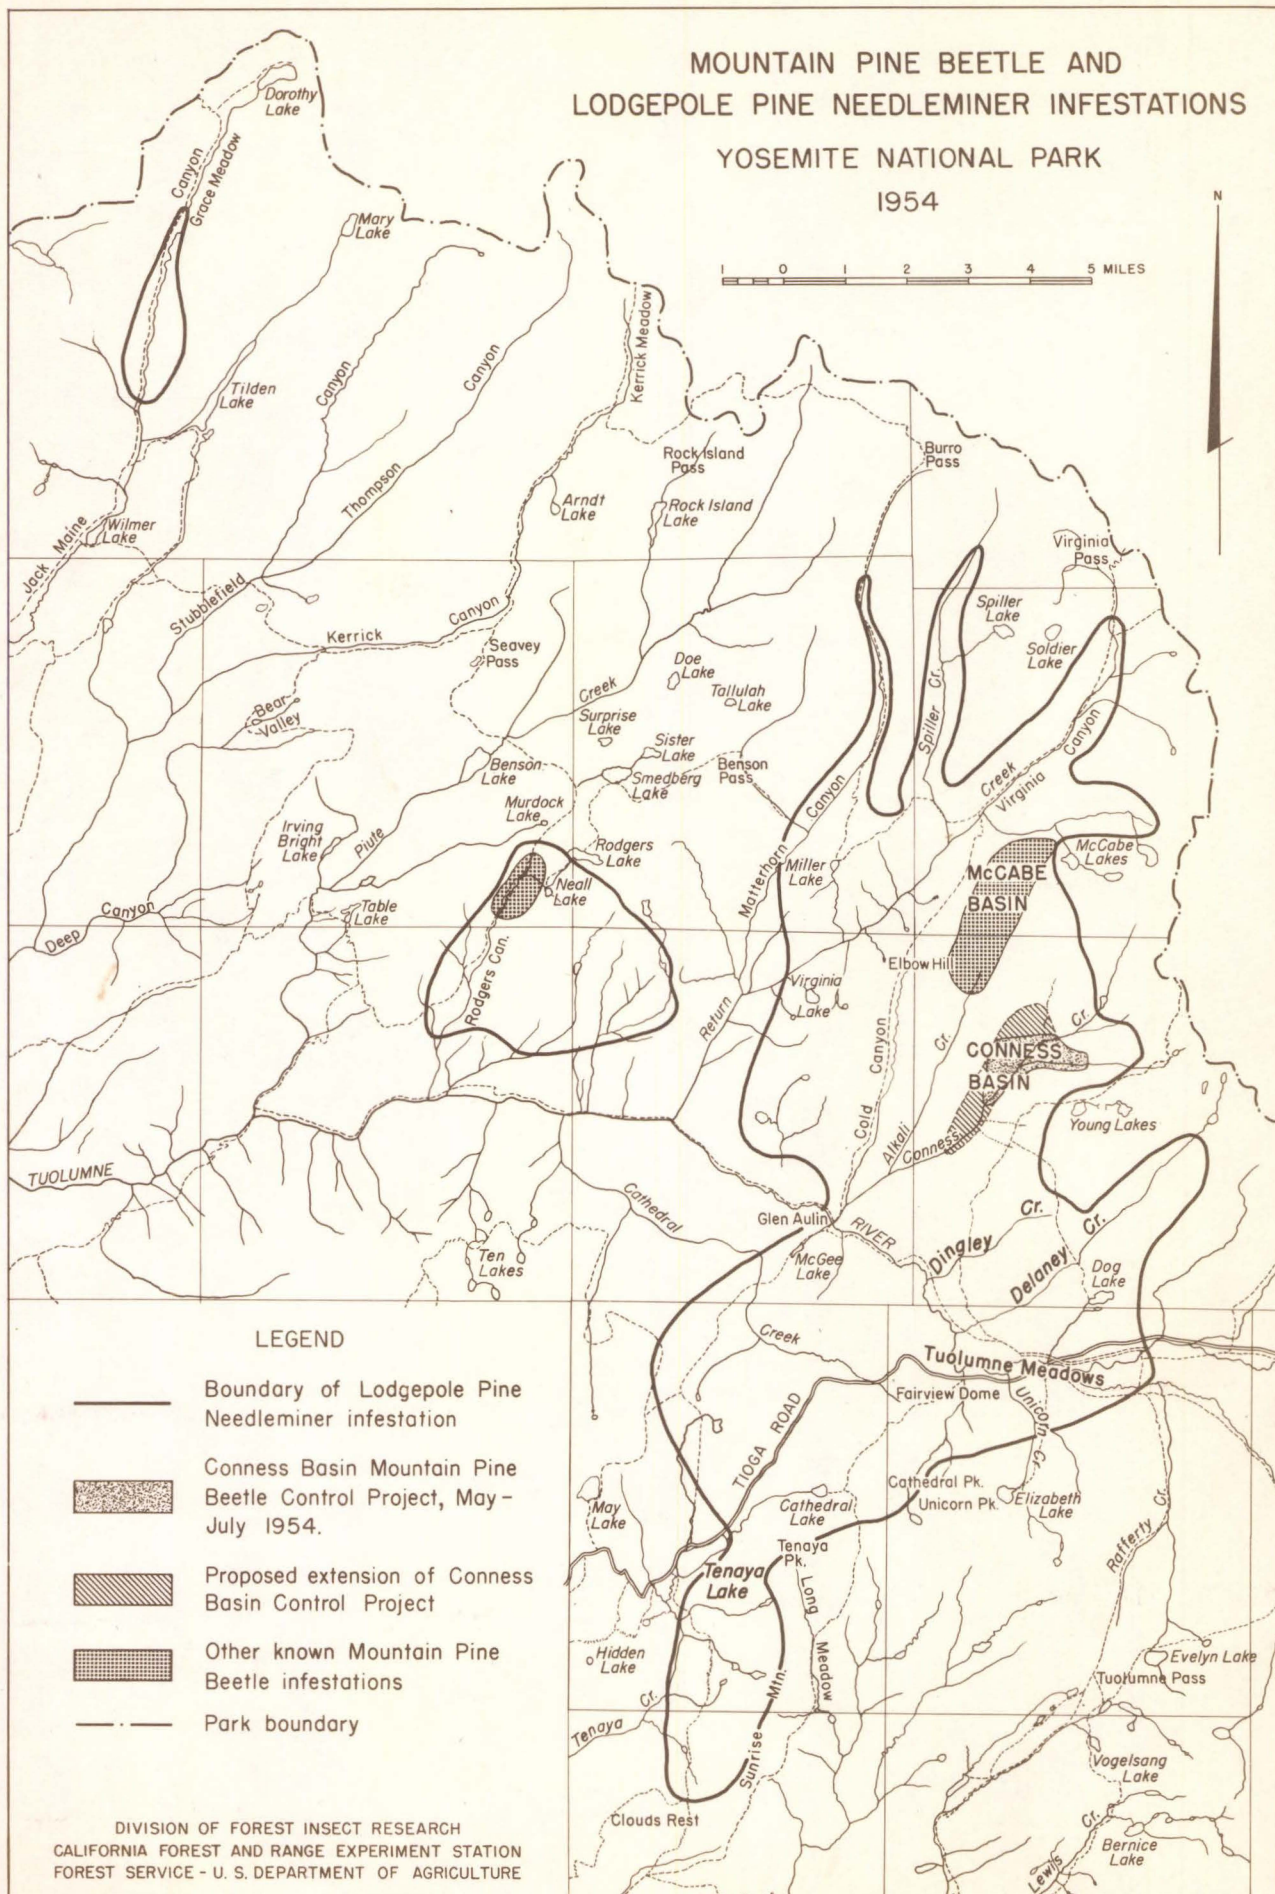 MOUNTAIN PINE BEETLE AND
LODGEPOLE PINE NEEDLEMINER INFESTATIONS
YOSEMITE NATIONAL PARK
1954
N
1 0 1 2 3 4 5 MILES
Dorothy
Lake
Canyon
Grace Meadow
Mary
Lake
Kerrick Meadow
Canyon
Canyon
Tilden
Lake
Thompson
Rock Island
Pass
Burro
Pass
Arndt
Lake
Rock Island
Lake
Wilmer
Lake
Jack Maine
Virginia
Pass
Stubblefield
Kerrick
Canyon
Seavey
Pass
Spiller
Lake
Soldier
Lake
Doe
Lake
Tallulah
Lake
Creek
Bear
Valley
Surprise
Lake
Sister
Lake
Spiller Cr.
Canyon
Benson
Lake
Smedberg
Lake
Benson
Pass
Creek
Virginia
Canyon
Murdock
Lake
Irving
Bright
Lake
Piute
Rodgers
Lake
Miller
Lake
McCabe
Lakes
McCABE
BASIN
Matterhorn
Neall
Lake
Table
Lake
Deep
Canyon
Rodgers Can.
Elbow Hill
Virginia
Lake
Return
Canyon
Cold
Cr.
Cr.
CONNESS
BASIN
Young Lakes
Alkali
Conness
TUOLUMNE
Cathedral
Glen Aulin
RIVER
Dingley
Cr.
Delaney
Cr.
McGee
Lake
Dog
Lake
Ten
Lakes
Creek
Tuolumne Meadows
Fairview Dome
Unicorn Cr.
TIOGA ROAD
Cathedral Pk.
Unicorn Pk.
Elizabeth
Lake
May
Lake
Cathedral
Lake
Tenaya
Pk.
Tenaya
Lake
Long
Meadow
Rafferty
Cr.
Hidden
Lake
Evelyn Lake
Tuolumne Pass
Tenaya
Cr.
Sunrise
Mtn.
Vogelsang
Lake
Clouds Rest
Bernice
Lake
Lewis
Cr.
LEGEND
Boundary of Lodgepole Pine
Needleminer infestation
Conness Basin Mountain Pine
Beetle Control Project, May-
July 1954.
Proposed extension of Conness
Basin Control Project
Other known Mountain Pine
Beetle infestations
Park boundary
DIVISION OF FOREST INSECT RESEARCH
CALIFORNIA FOREST AND RANGE EXPERIMENT STATION
FOREST SERVICE - U. S. DEPARTMENT OF AGRICULTURE